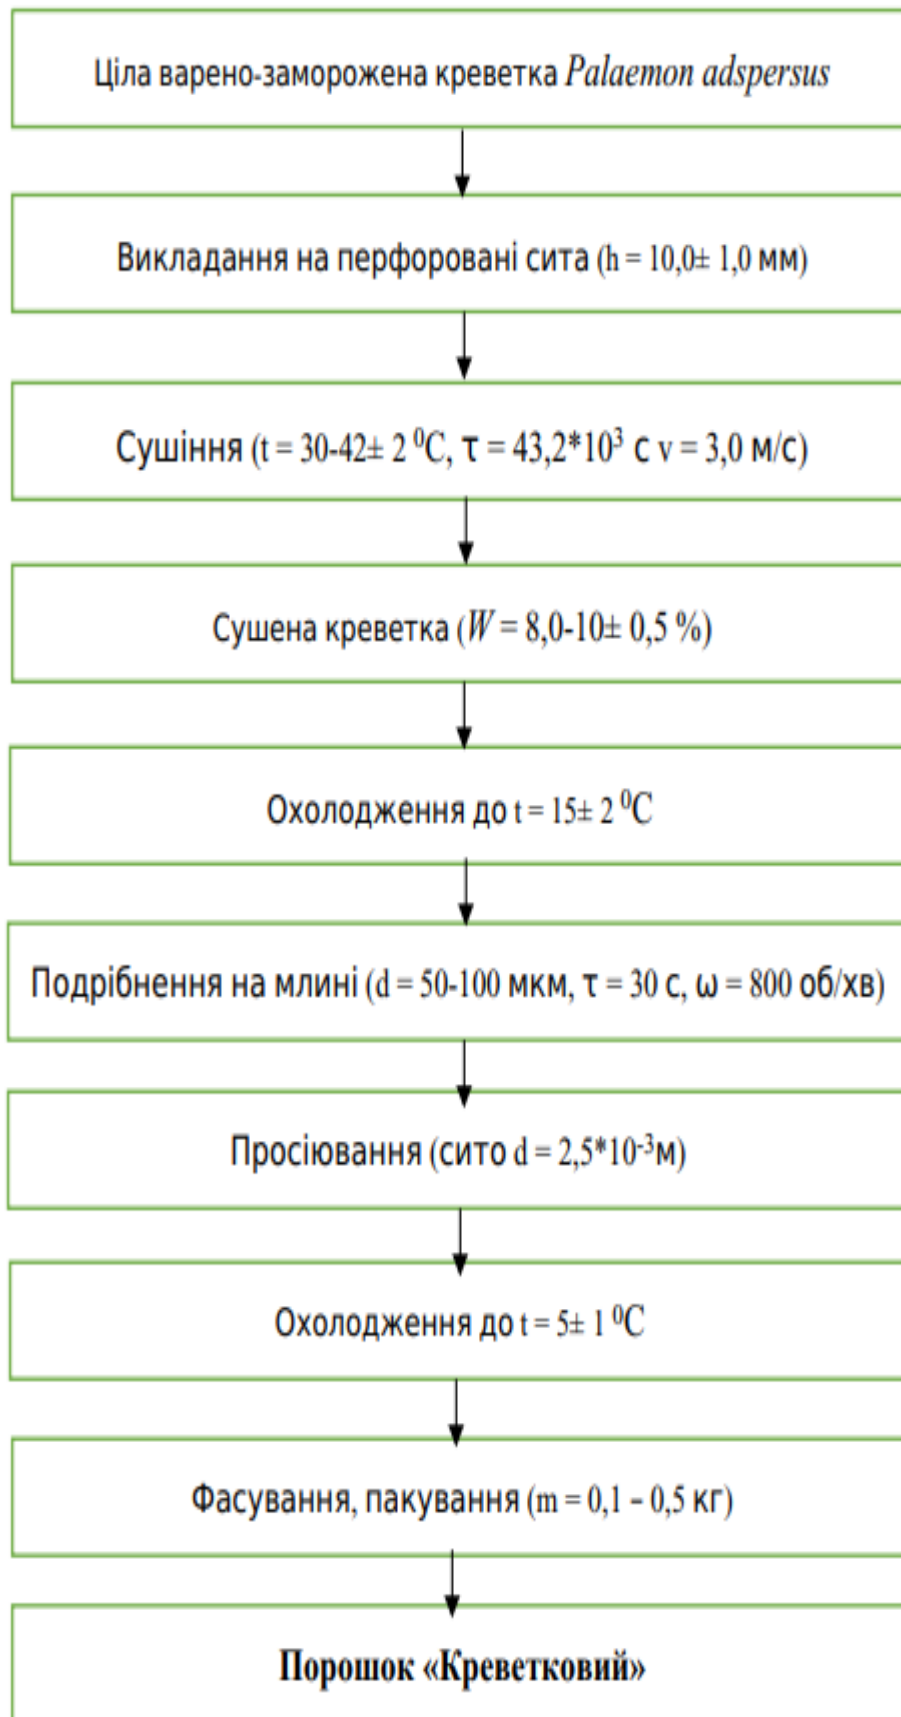 Ціла варено-заморожена креветка Palaemon adspersus
Викладання на перфоровані сита (h = 10,0± 1,0 мм)
Сушіння (t = 30-42± 2 ⁰C, τ = 43,2*10³ с v = 3,0 м/с)
Сушена креветка (W = 8,0-10± 0,5 %)
Охолодження до t = 15± 2 ⁰C
Подрібнення на млині (d = 50-100 мкм, τ = 30 с, ω = 800 об/хв)
Просіювання (сито d = 2,5*10⁻³м)
Охолодження до t = 5± 1 ⁰C
Фасування, пакування (m = 0,1 – 0,5 кг)
Порошок «Креветковий»